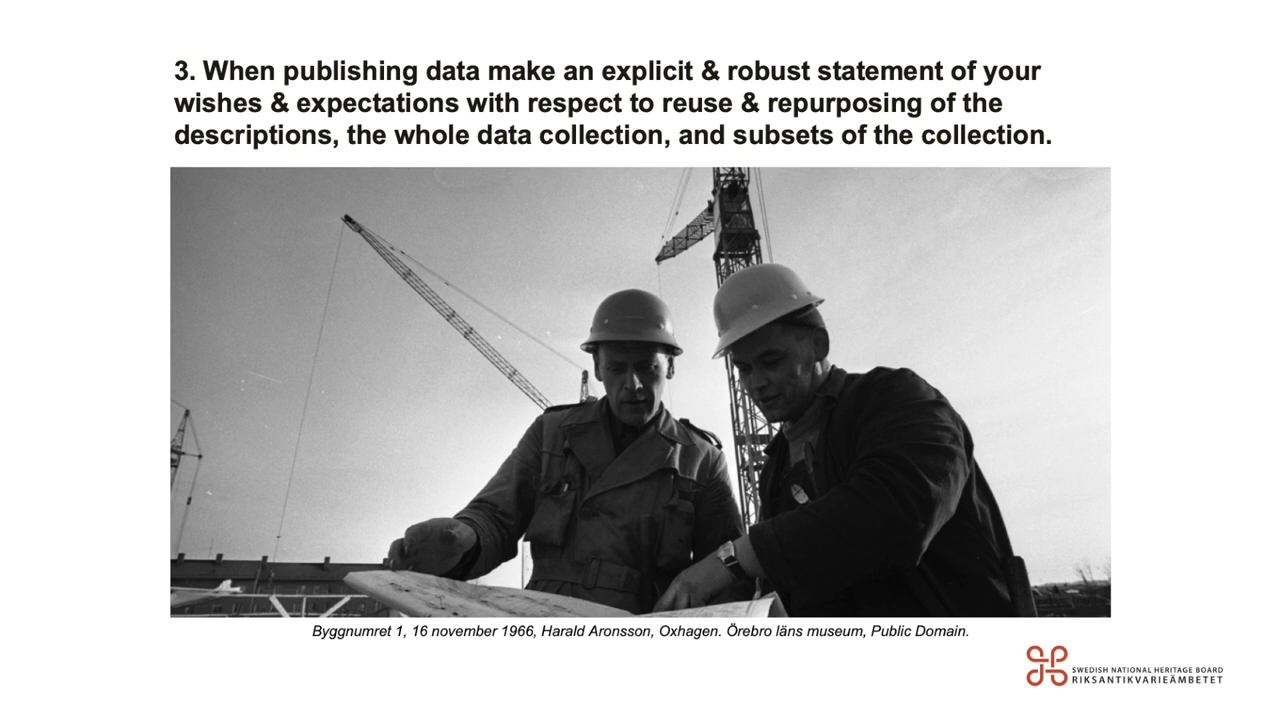 3. When publishing data make an explicit & robust statement of your
wishes & expectations with respect to reuse & repurposing of the
descriptions, the whole data collection, and subsets of the collection.
Byggnumret 1, 16 november 1966, Harald Aronsson, Oxhagen. Örebro läns museum, Public Domain.
SWEDISH NATIONAL HERITAGE BOARD
RIKSANTIKVARIEÄMBETET